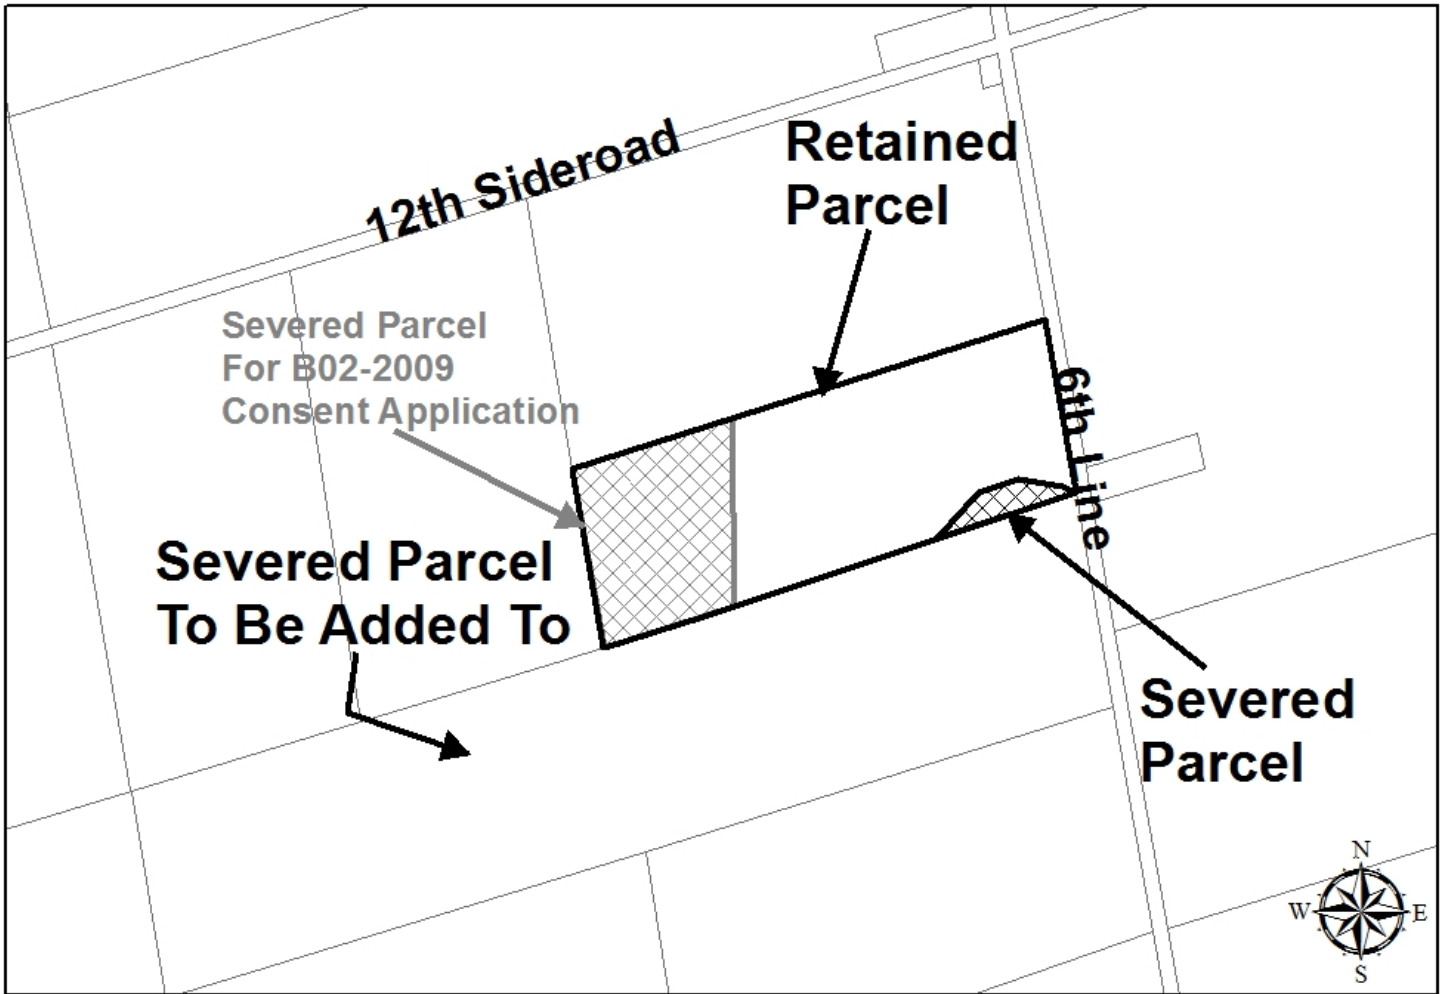 12th Sideroad
Retained
Parcel
Severed Parcel
For B02-2009
Consent Application
6th Line
Severed Parcel
To Be Added To
Severed
Parcel
N
W
E
S